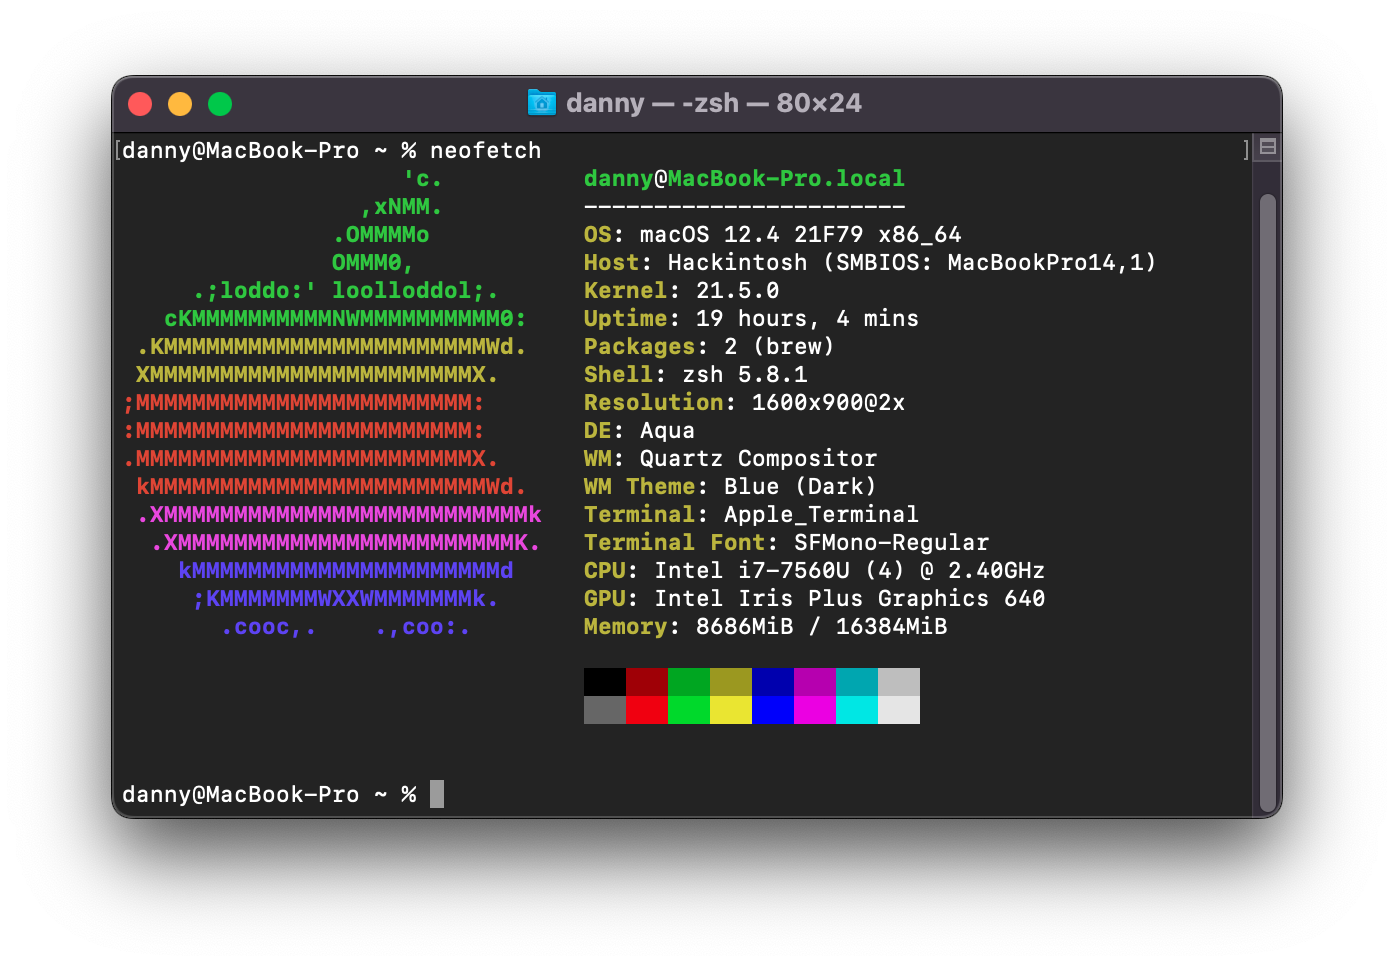 danny — -zsh — 80×24
[danny@MacBook-Pro ~ % neofetch ]
                    'c.          danny@MacBook-Pro.local
                 ,xNMM.          -----------------------
               .OMMMMo           OS: macOS 12.4 21F79 x86_64
               OMMM0,            Host: Hackintosh (SMBIOS: MacBookPro14,1)
     .;loddo:' loolloddol;.      Kernel: 21.5.0
   cKMMMMMMMMMMNWMMMMMMMMMM0:    Uptime: 19 hours, 4 mins
 .KMMMMMMMMMMMMMMMMMMMMMMMWd.    Packages: 2 (brew)
 XMMMMMMMMMMMMMMMMMMMMMMMX.      Shell: zsh 5.8.1
;MMMMMMMMMMMMMMMMMMMMMMMM:       Resolution: 1600x900@2x
:MMMMMMMMMMMMMMMMMMMMMMMM:       DE: Aqua
.MMMMMMMMMMMMMMMMMMMMMMMMX.      WM: Quartz Compositor
 kMMMMMMMMMMMMMMMMMMMMMMMMWd.    WM Theme: Blue (Dark)
 .XMMMMMMMMMMMMMMMMMMMMMMMMMMk   Terminal: Apple_Terminal
  .XMMMMMMMMMMMMMMMMMMMMMMMMK.   Terminal Font: SFMono-Regular
    kMMMMMMMMMMMMMMMMMMMMMMd     CPU: Intel i7-7560U (4) @ 2.40GHz
     ;KMMMMMMMWXXWMMMMMMMk.      GPU: Intel Iris Plus Graphics 640
       .cooc,.    .,coo:.        Memory: 8686MiB / 16384MiB
danny@MacBook-Pro ~ %